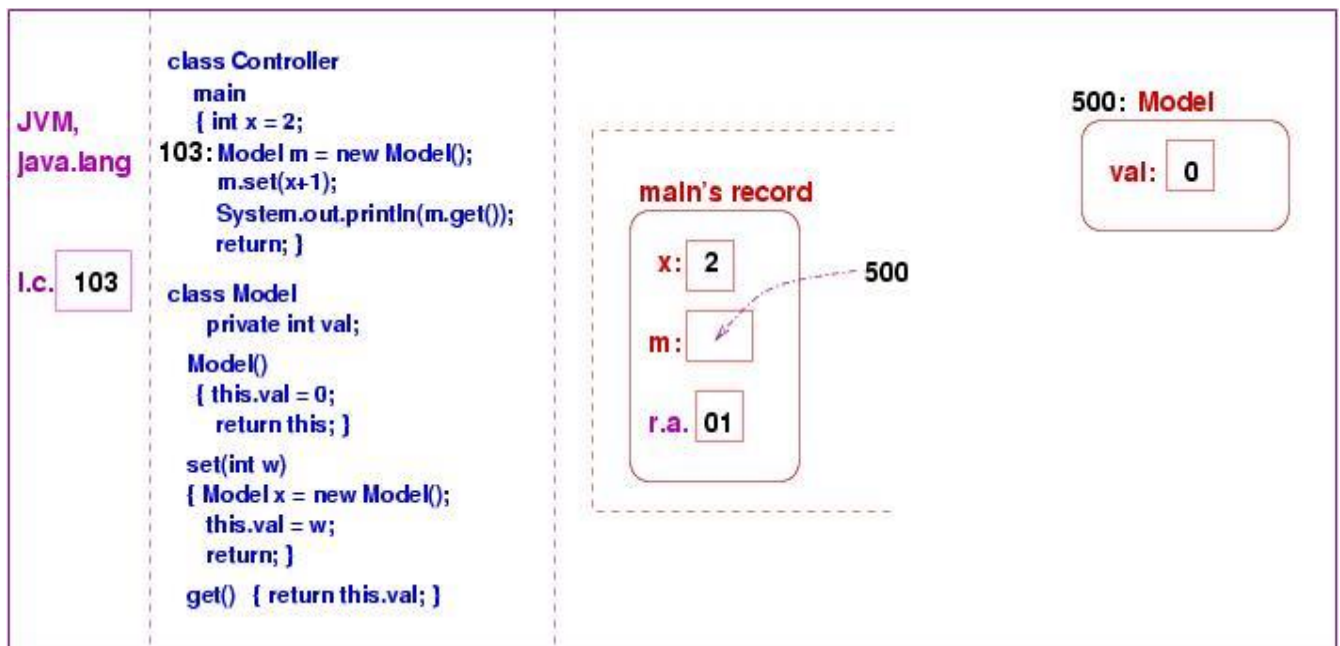 JVM,
java.lang
i.c. 103
class Controller
main
{ int x = 2;
103: Model m = new Model();
m.set(x+1);
System.out.println(m.get());
return; }
class Model
private int val;
Model()
{ this.val = 0;
return this; }
set(int w)
{ Model x = new Model();
this.val = w;
return; }
get() { return this.val; }
main's record
x: 2
m:
r.a. 01
500
500: Model
val: 0